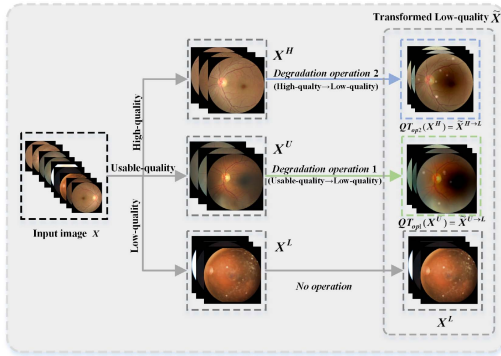 Transformed Low-quality X̃
X^H
Degradation operation 2
(High-qualty→Low-quality)
QT_op2(X^H) = X̃^H→L
High-quality
X^U
Usable-quality
Degradation operation 1
(Usable-quality→Low-quality)
QT_op1(X^U) = X̃^U→L
Input image X
Low-quality
X^L
No operation
X^L